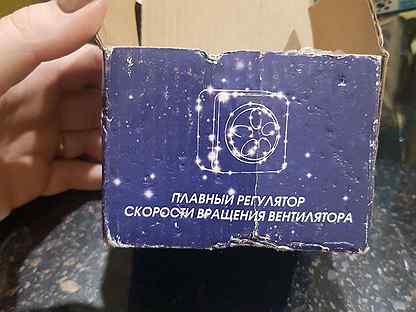 ПЛАВНЫЙ РЕГУЛЯТОР
СКОРОСТИ ВРАЩЕНИЯ ВЕНТИЛЯТОРА